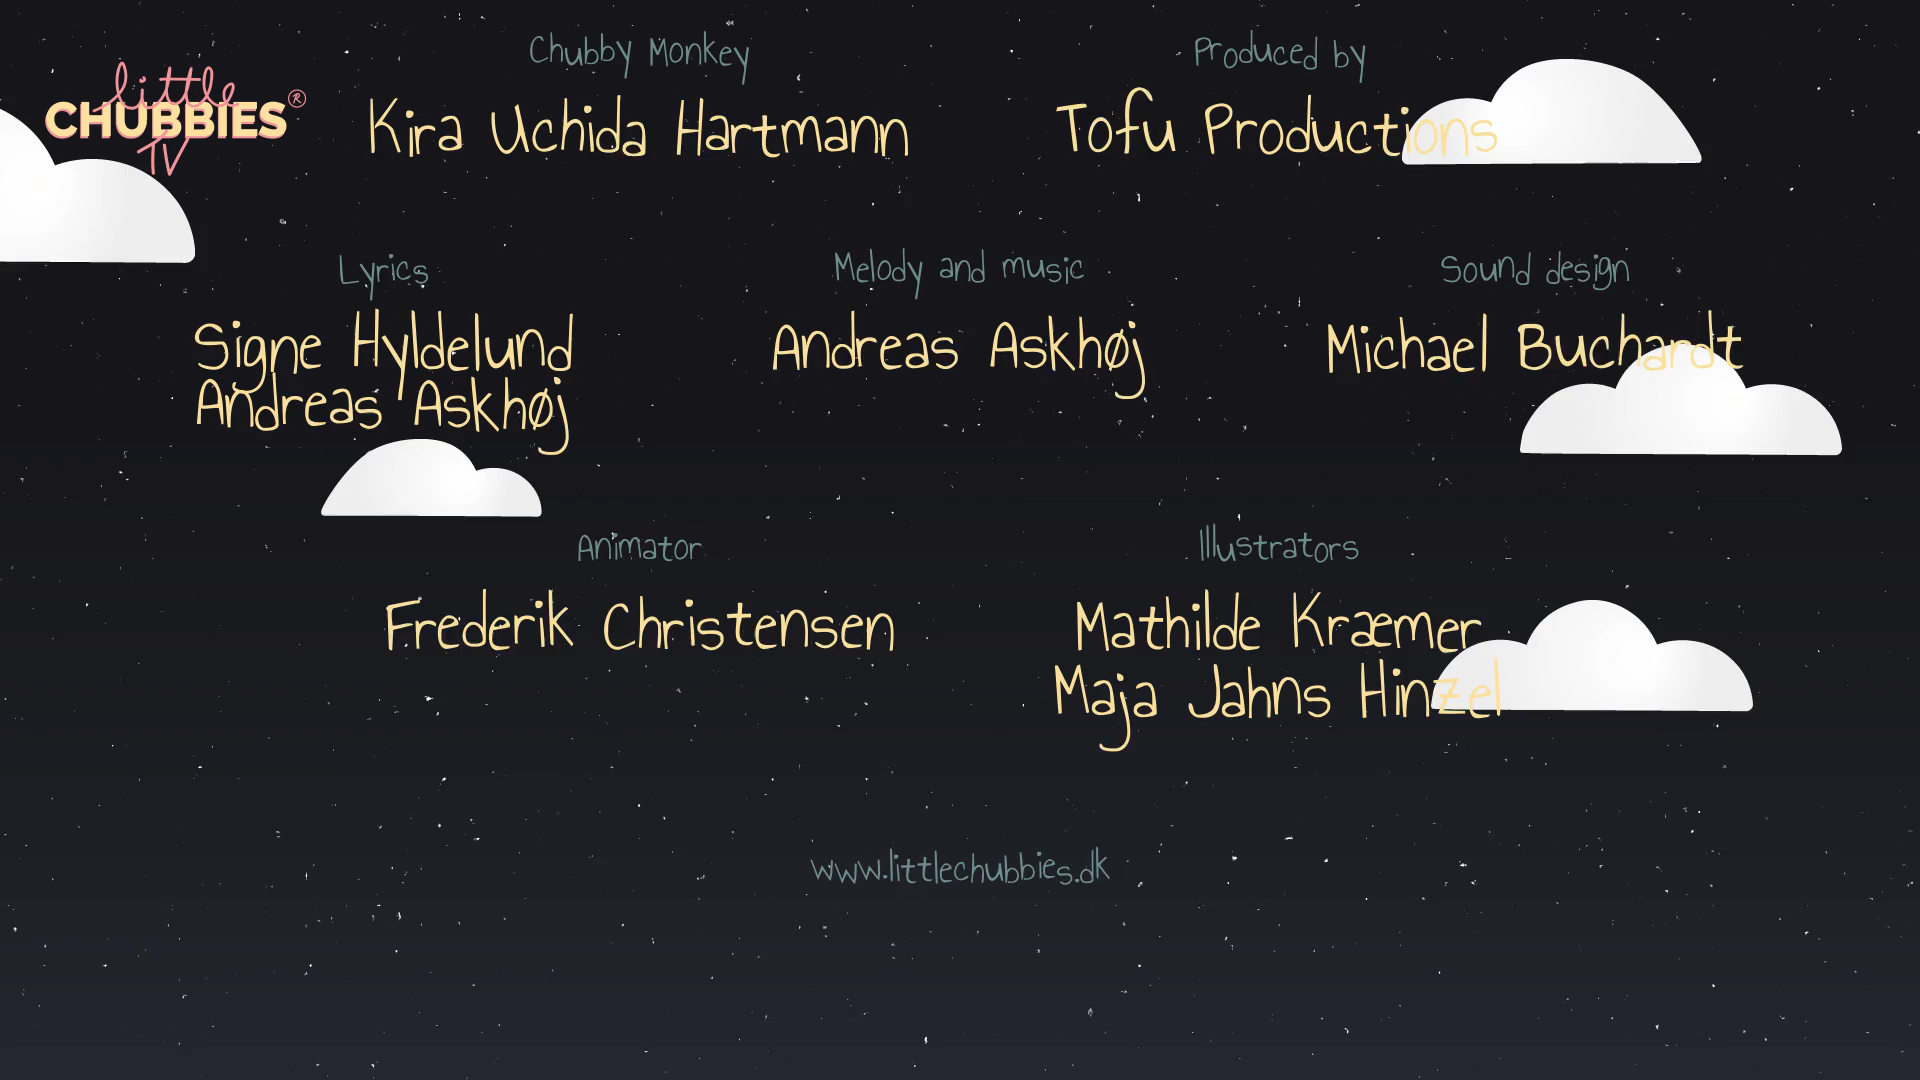 little
CHUBBIES®
TV
Chubby Monkey
Kira Uchida Hartmann
Produced by
Tofu Productions
Lyrics
Signe Hyldelund
Andreas Askhøj
Melody and music
Andreas Askhøj
Sound design
Michael Buchardt
Animator
Frederik Christensen
Illustrators
Mathilde Kræmer
Maja Jahns Hinzel
www.littlechubbies.dk